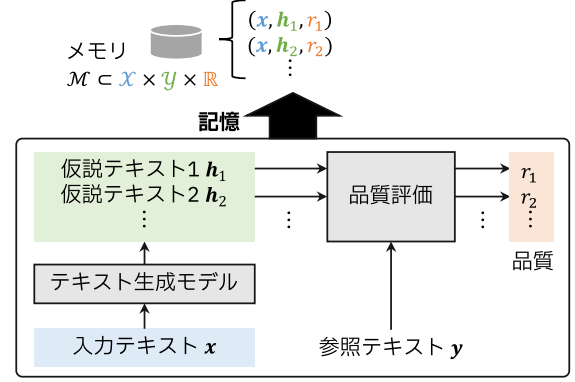 (x, h₁, r₁)
(x, h₂, r₂)
⋮
メモリ
ℳ ⊂ 𝒳 × 𝒴 × ℝ
記憶
仮説テキスト1 h₁
仮説テキスト2 h₂
⋮
⋮
品質評価
⋮
r₁
r₂
⋮
品質
テキスト生成モデル
入力テキスト x
参照テキスト y